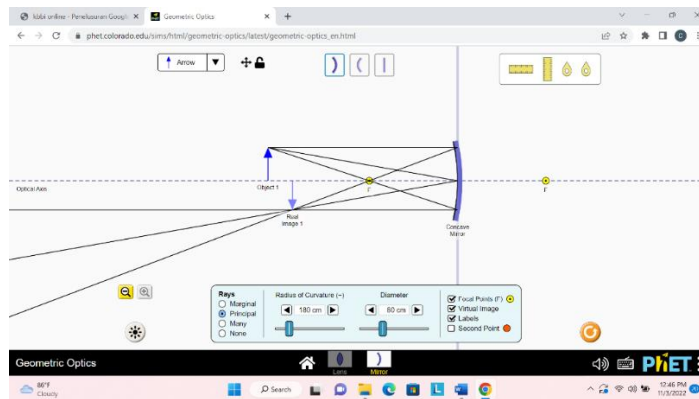 kbbi online - Penelusuran Googl
Geometric Optics
phet.colorado.edu/sims/html/geometric-optics/latest/geometric-optics_en.html
Arrow
Optical Axis
Object 1
F
F
Real
Image 1
Concave
Mirror
Rays
Marginal
Principal
Many
None
Radius of Curvature (−)
180 cm
Diameter
80 cm
Focal Points (F)
Virtual Image
Labels
Second Point
Geometric Optics
Lens
Mirror
PhET
86°F
Cloudy
Search
12:46 PM
11/3/2022